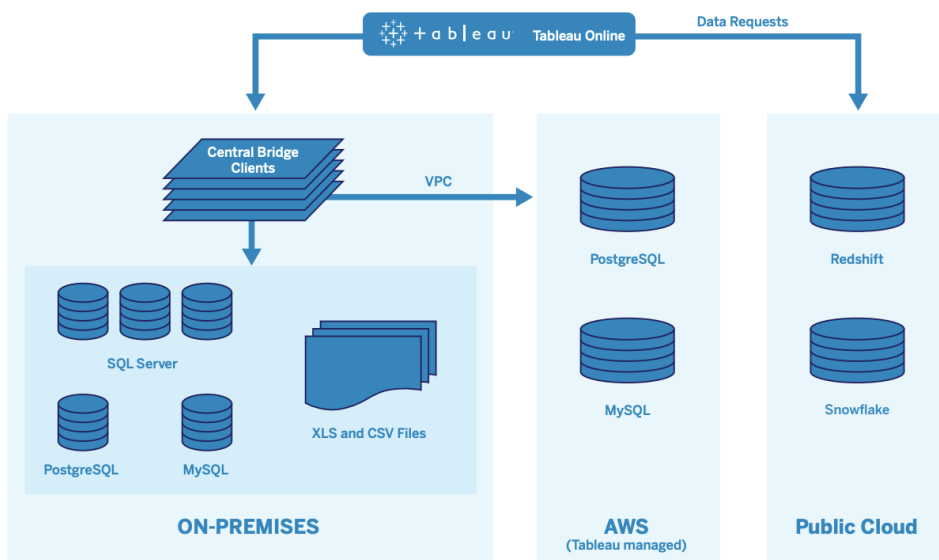 + a b | e a u Tableau Online
Data Requests
Central Bridge
Clients
VPC
SQL Server
PostgreSQL
MySQL
XLS and CSV Files
ON-PREMISES
PostgreSQL
MySQL
AWS
(Tableau managed)
Redshift
Snowflake
Public Cloud